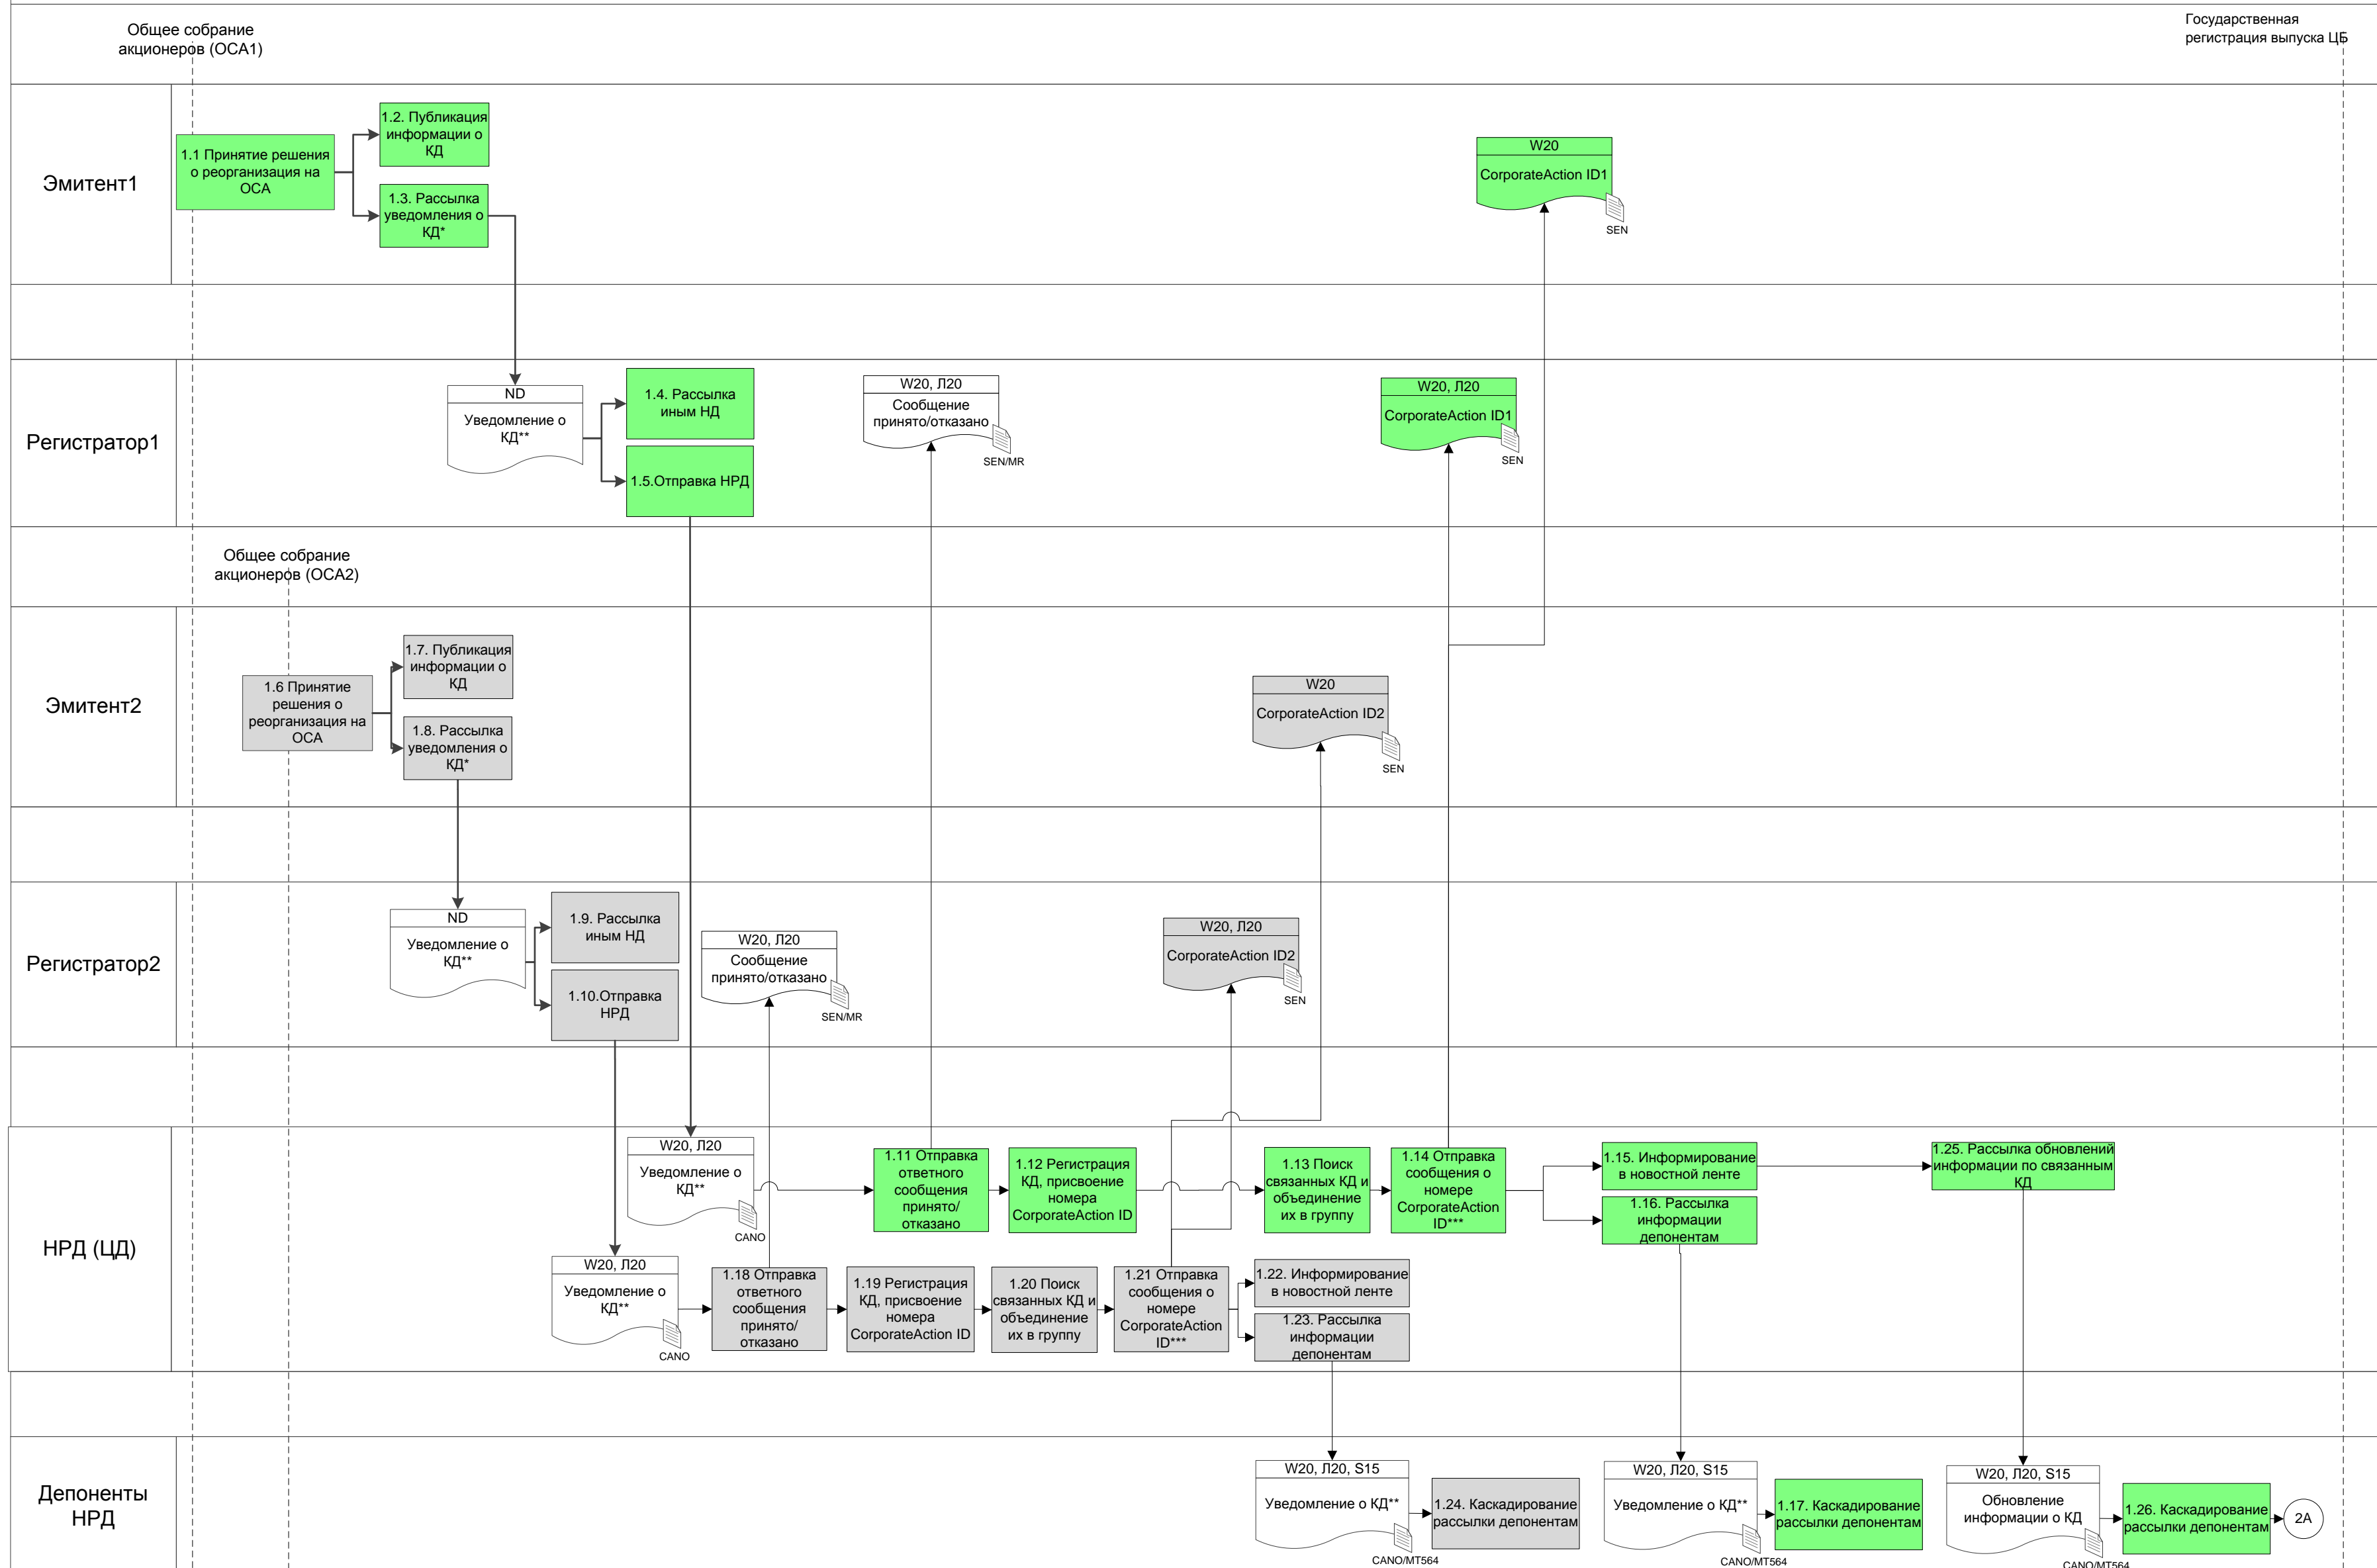 Общее собрание
акционеров (ОСА1)
Государственная
регистрация выпуска ЦБ
Эмитент1
1.1 Принятие решения
о реорганизация на
ОСА
1.2. Публикация
информации о
КД
1.3. Рассылка
уведомления о
КД*
W20
CorporateAction ID1
SEN
Регистратор1
ND
Уведомление о
КД**
1.4. Рассылка
иным НД
1.5.Отправка НРД
W20, Л20
Сообщение
принято/отказано
SEN/MR
W20, Л20
CorporateAction ID1
SEN
Общее собрание
акционеров (ОСА2)
Эмитент2
1.6 Принятие
решения о
реорганизация на
ОСА
1.7. Публикация
информации о
КД
1.8. Рассылка
уведомления о
КД*
W20
CorporateAction ID2
SEN
Регистратор2
ND
Уведомление о
КД**
1.9. Рассылка
иным НД
1.10.Отправка
НРД
W20, Л20
Сообщение
принято/отказано
SEN/MR
W20, Л20
CorporateAction ID2
SEN
НРД (ЦД)
W20, Л20
Уведомление о
КД**
CANO
1.11 Отправка
ответного
сообщения
принято/
отказано
1.12 Регистрация
КД, присвоение
номера
CorporateAction ID
1.13 Поиск
связанных КД и
объединение
их в группу
1.14 Отправка
сообщения о
номере
CorporateAction
ID***
1.15. Информирование
в новостной ленте
1.16. Рассылка
информации
депонентам
1.25. Рассылка обновлений
информации по связанным
КД
W20, Л20
Уведомление о
КД**
CANO
1.18 Отправка
ответного
сообщения
принято/
отказано
1.19 Регистрация
КД, присвоение
номера
CorporateAction ID
1.20 Поиск
связанных КД и
объединение
их в группу
1.21 Отправка
сообщения о
номере
CorporateAction
ID***
1.22. Информирование
в новостной ленте
1.23. Рассылка
информации
депонентам
Депоненты
НРД
W20, Л20, S15
Уведомление о КД**
CANO/MT564
1.24. Каскадирование
рассылки депонентам
W20, Л20, S15
Уведомление о КД**
CANO/MT564
1.17. Каскадирование
рассылки депонентам
W20, Л20, S15
Обновление
информации о КД
CANO/MT564
1.26. Каскадирование
рассылки депонентам
2А